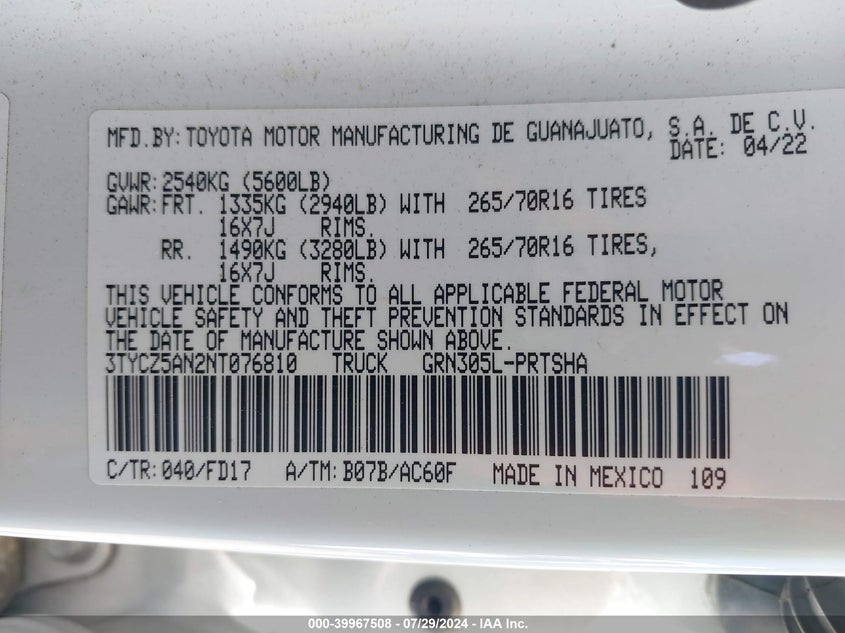 MFD.BY: TOYOTA MOTOR MANUFACTURING DE GUANAJUATO, S.A. DE C.V.
DATE: 04/22
GVWR: 2540KG (5600LB)
GAWR: FRT. 1335KG (2940LB) WITH 265/70R16 TIRES
16X7J RIMS.
RR. 1490KG (3280LB) WITH 265/70R16 TIRES,
16X7J RIMS.
THIS VEHICLE CONFORMS TO ALL APPLICABLE FEDERAL MOTOR
VEHICLE SAFETY AND THEFT PREVENTION STANDARDS IN EFFECT ON
THE DATE OF MANUFACTURE SHOWN ABOVE.
3TYCZ5AN2NT076810 TRUCK GRN305L-PRTSHA
C/TR: 040/FD17 A/TM: B07B/AC60F MADE IN MEXICO 109
000-39967508 | 07/29/2024 | IAA Inc.